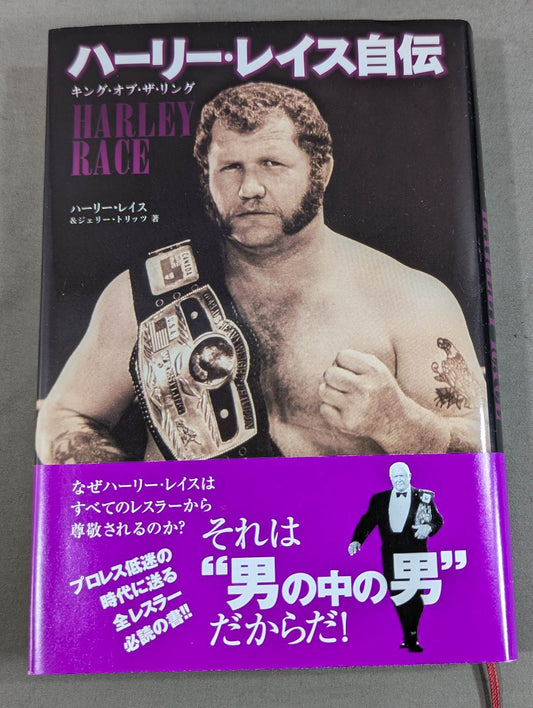 ハーリー・レイス自伝
キング・オブ・ザ・リング
HARLEY
RACE
ハーリー・レイス
&ジェリー・トリッツ 著
CANADA
なぜハーリー・レイスは
すべてのレスラーから
尊敬されるのか?
それは
“男の中の男”
だからだ!
プロレス低迷の
時代に送る
全レスラー
必読の書!!